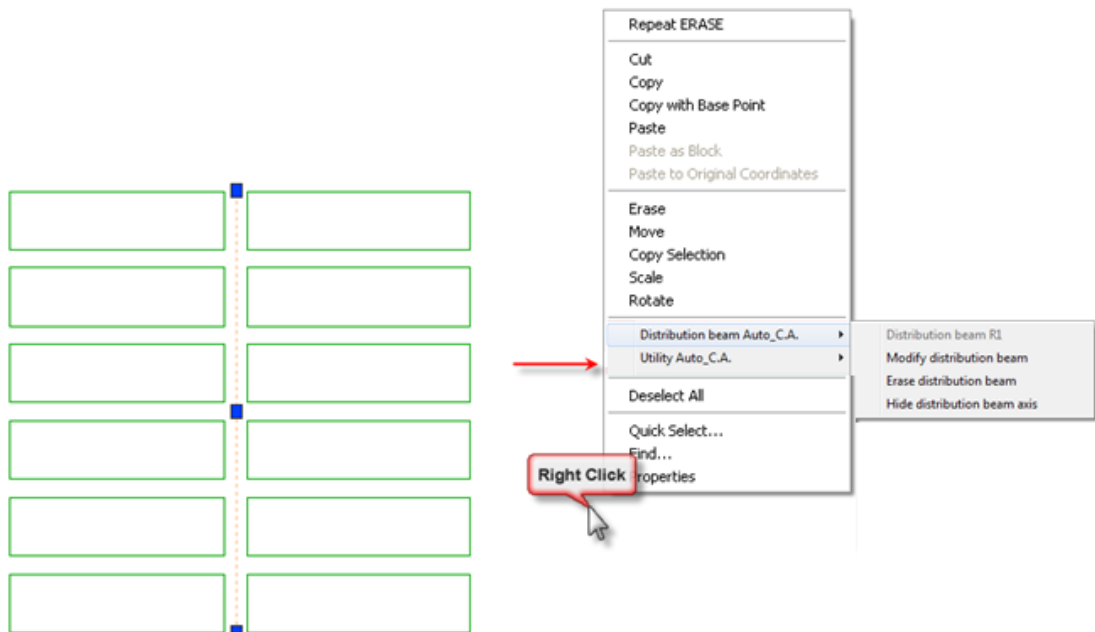 Repeat ERASE
Cut
Copy
Copy with Base Point
Paste
Paste as Block
Paste to Original Coordinates
Erase
Move
Copy Selection
Scale
Rotate
Distribution beam Auto_C.A.
Utility Auto_C.A.
Distribution beam R1
Modify distribution beam
Erase distribution beam
Hide distribution beam axis
Deselect All
Quick Select...
Find...
Properties
Right Click